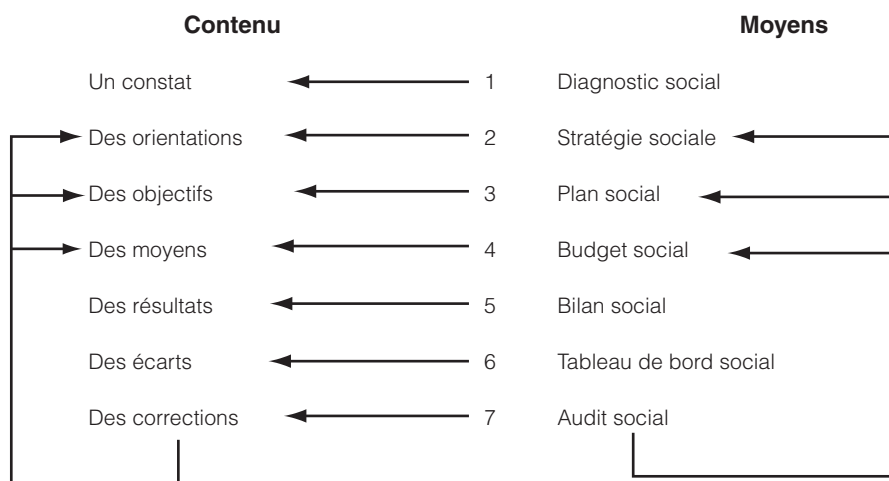 Contenu Moyens
Un constat 1 Diagnostic social
Des orientations 2 Stratégie sociale
Des objectifs 3 Plan social
Des moyens 4 Budget social
Des résultats 5 Bilan social
Des écarts 6 Tableau de bord social
Des corrections 7 Audit social